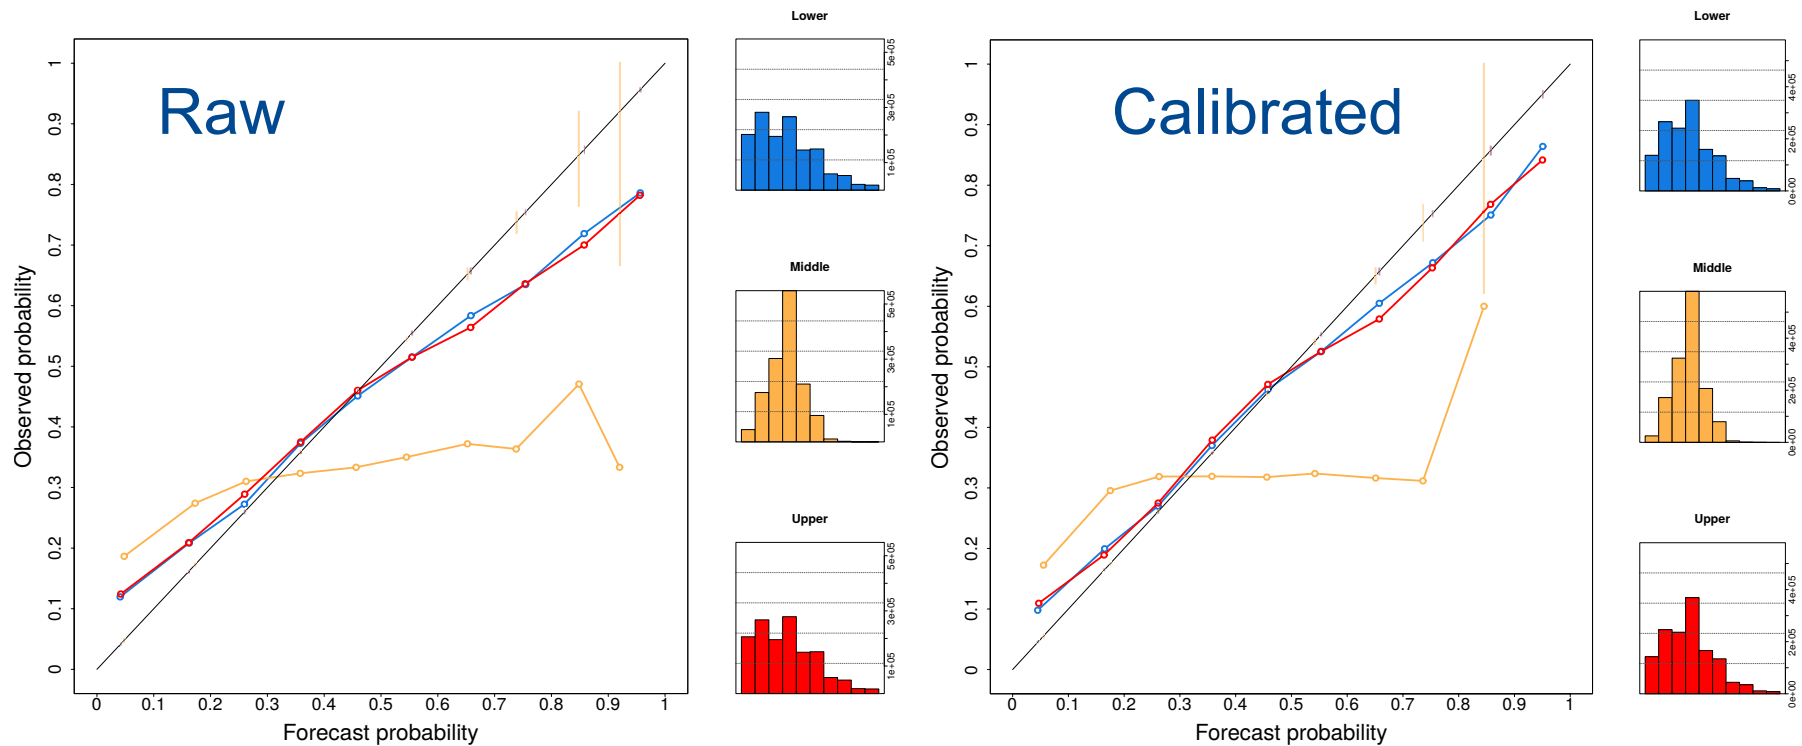 Raw
Observed probability
1
0.9
0.8
0.7
0.6
0.5
0.4
0.3
0.2
0.1
0
0 0.1 0.2 0.3 0.4 0.5 0.6 0.7 0.8 0.9 1
Forecast probability
Lower
5e+05
3e+05
1e+05
Middle
5e+05
3e+05
1e+05
Upper
5e+05
3e+05
1e+05
Calibrated
Observed probability
1
0.9
0.8
0.7
0.6
0.5
0.4
0.3
0.2
0.1
0
0 0.1 0.2 0.3 0.4 0.5 0.6 0.7 0.8 0.9 1
Forecast probability
Lower
4e+05
2e+05
0e+00
Middle
4e+05
2e+05
0e+00
Upper
4e+05
2e+05
0e+00